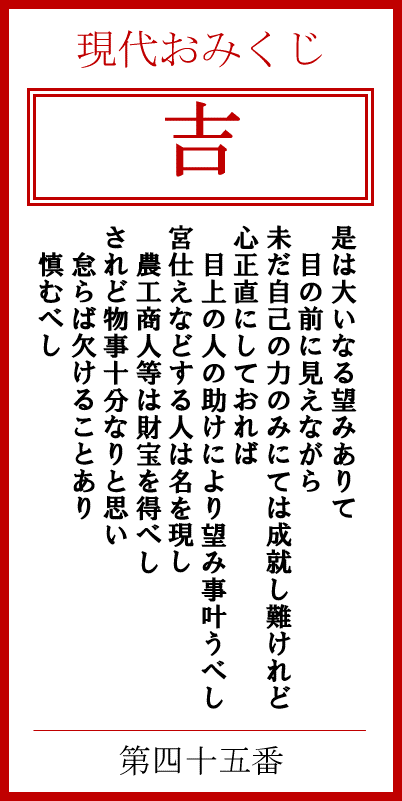 現代おみくじ
吉
是は大いなる望みありて
目の前に見えながら
未だ自己の力のみにては成就し難けれど
心正直にしておれば
目上の人の助けにより望み事叶うべし
宮仕えなどする人は名を現し
農工商人等は財宝を得べし
されど物事十分なりと思い
怠らば欠けることあり
慎むべし
第四十五番